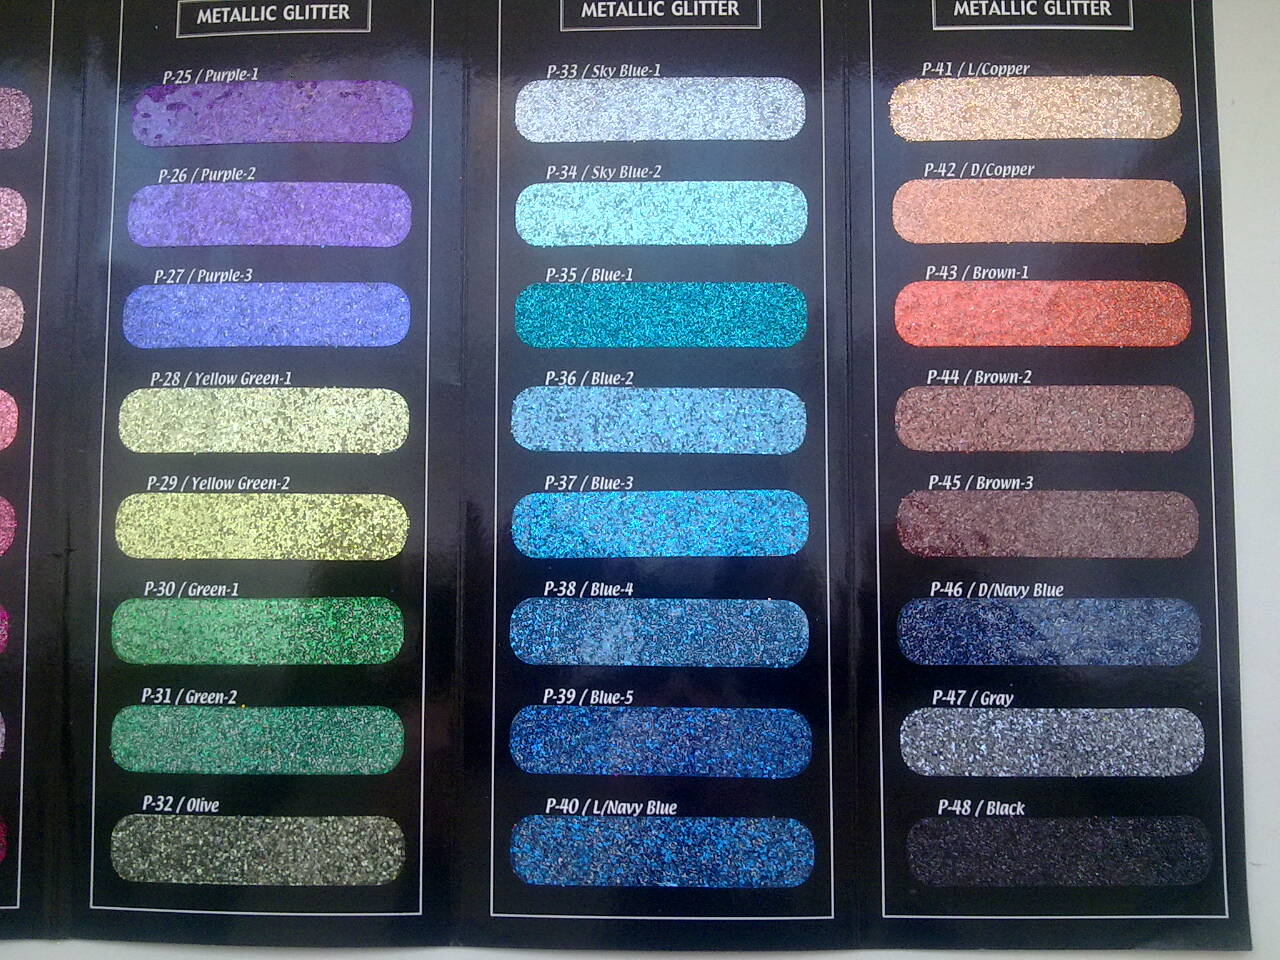 METALLIC GLITTER
P-25 / Purple-1
P-26 / Purple-2
P-27 / Purple-3
P-28 / Yellow Green-1
P-29 / Yellow Green-2
P-30 / Green-1
P-31 / Green-2
P-32 / Olive
METALLIC GLITTER
P-33 / Sky Blue-1
P-34 / Sky Blue-2
P-35 / Blue-1
P-36 / Blue-2
P-37 / Blue-3
P-38 / Blue-4
P-39 / Blue-5
P-40 / L/Navy Blue
METALLIC GLITTER
P-41 / L/Copper
P-42 / D/Copper
P-43 / Brown-1
P-44 / Brown-2
P-45 / Brown-3
P-46 / D/Navy Blue
P-47 / Gray
P-48 / Black